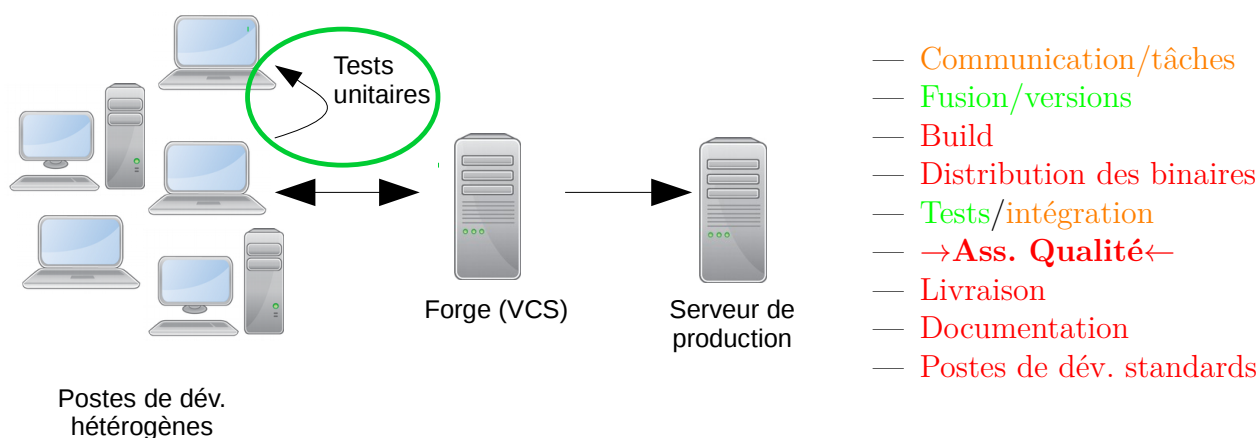 Tests
unitaires
Forge (VCS)
Serveur de
production
Postes de dév.
hétérogènes
— Communication/tâches
— Fusion/versions
— Build
— Distribution des binaires
— Tests/intégration
— →Ass. Qualité←
— Livraison
— Documentation
— Postes de dév. standards